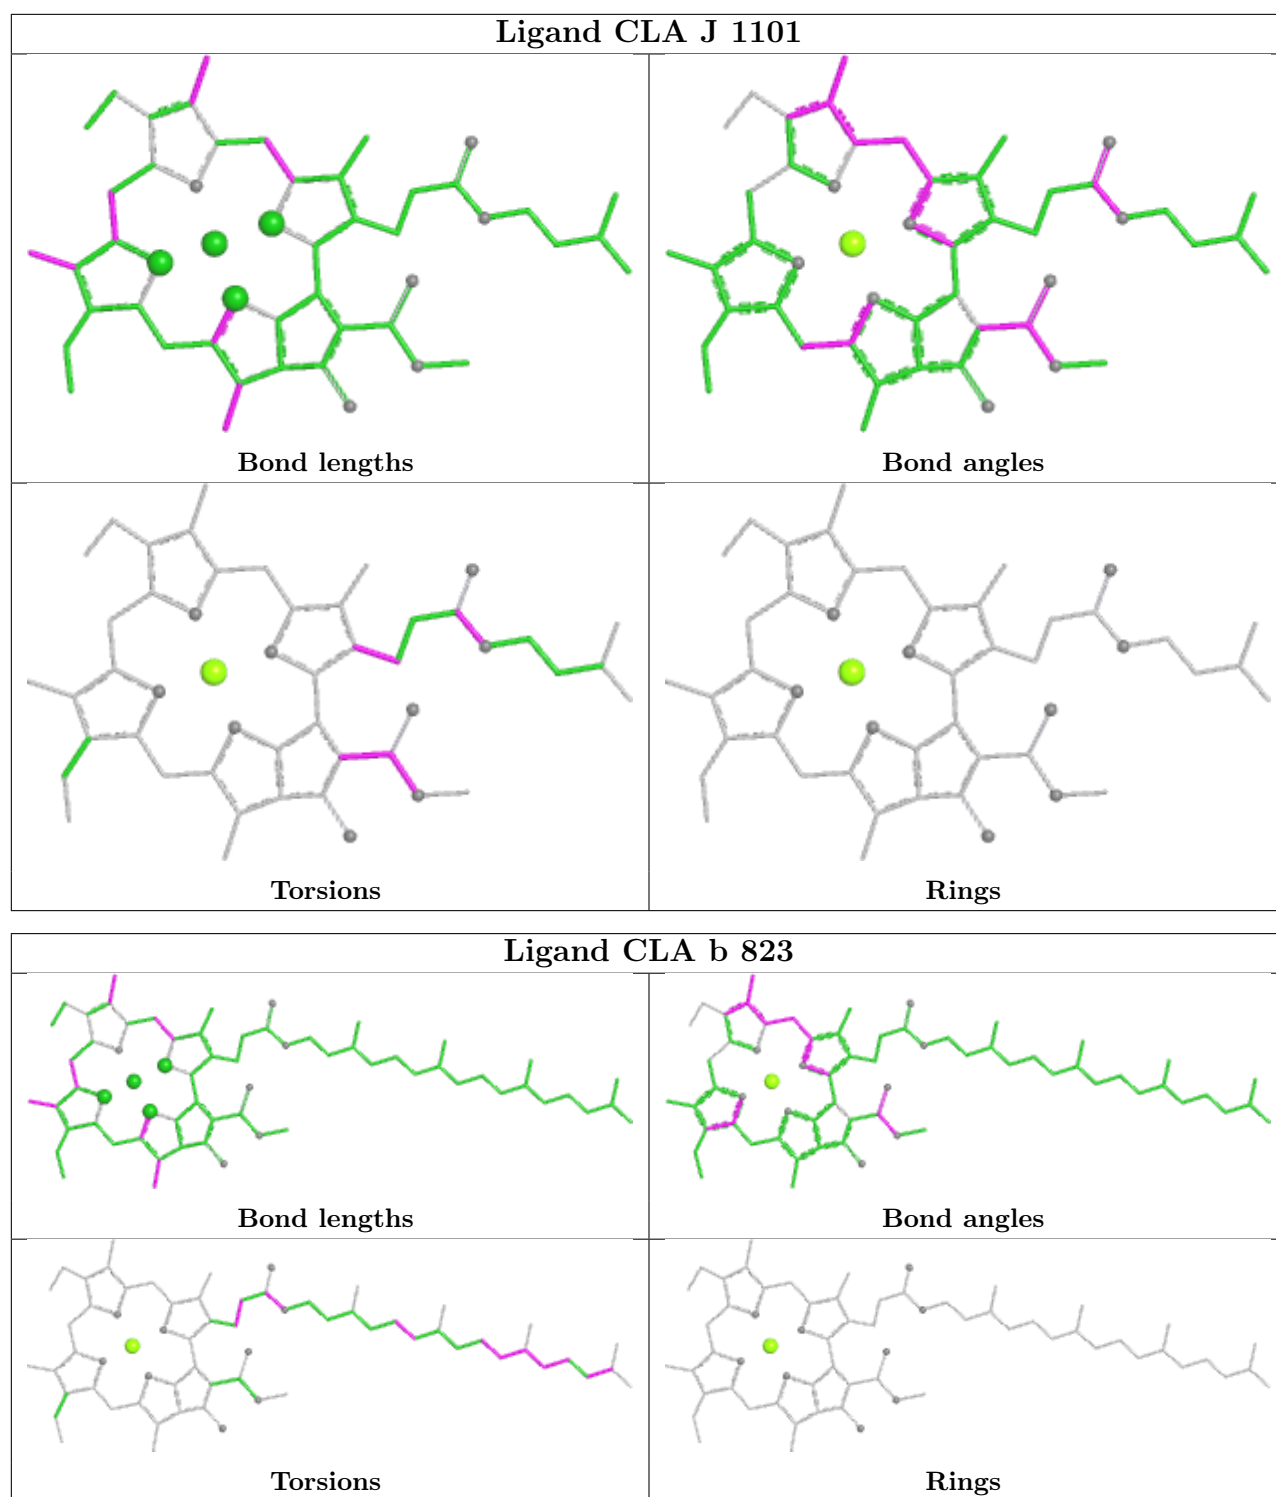 Ligand CLA J 1101
Bond lengths
Bond angles
Torsions
Rings
Ligand CLA b 823
Bond lengths
Bond angles
Torsions
Rings